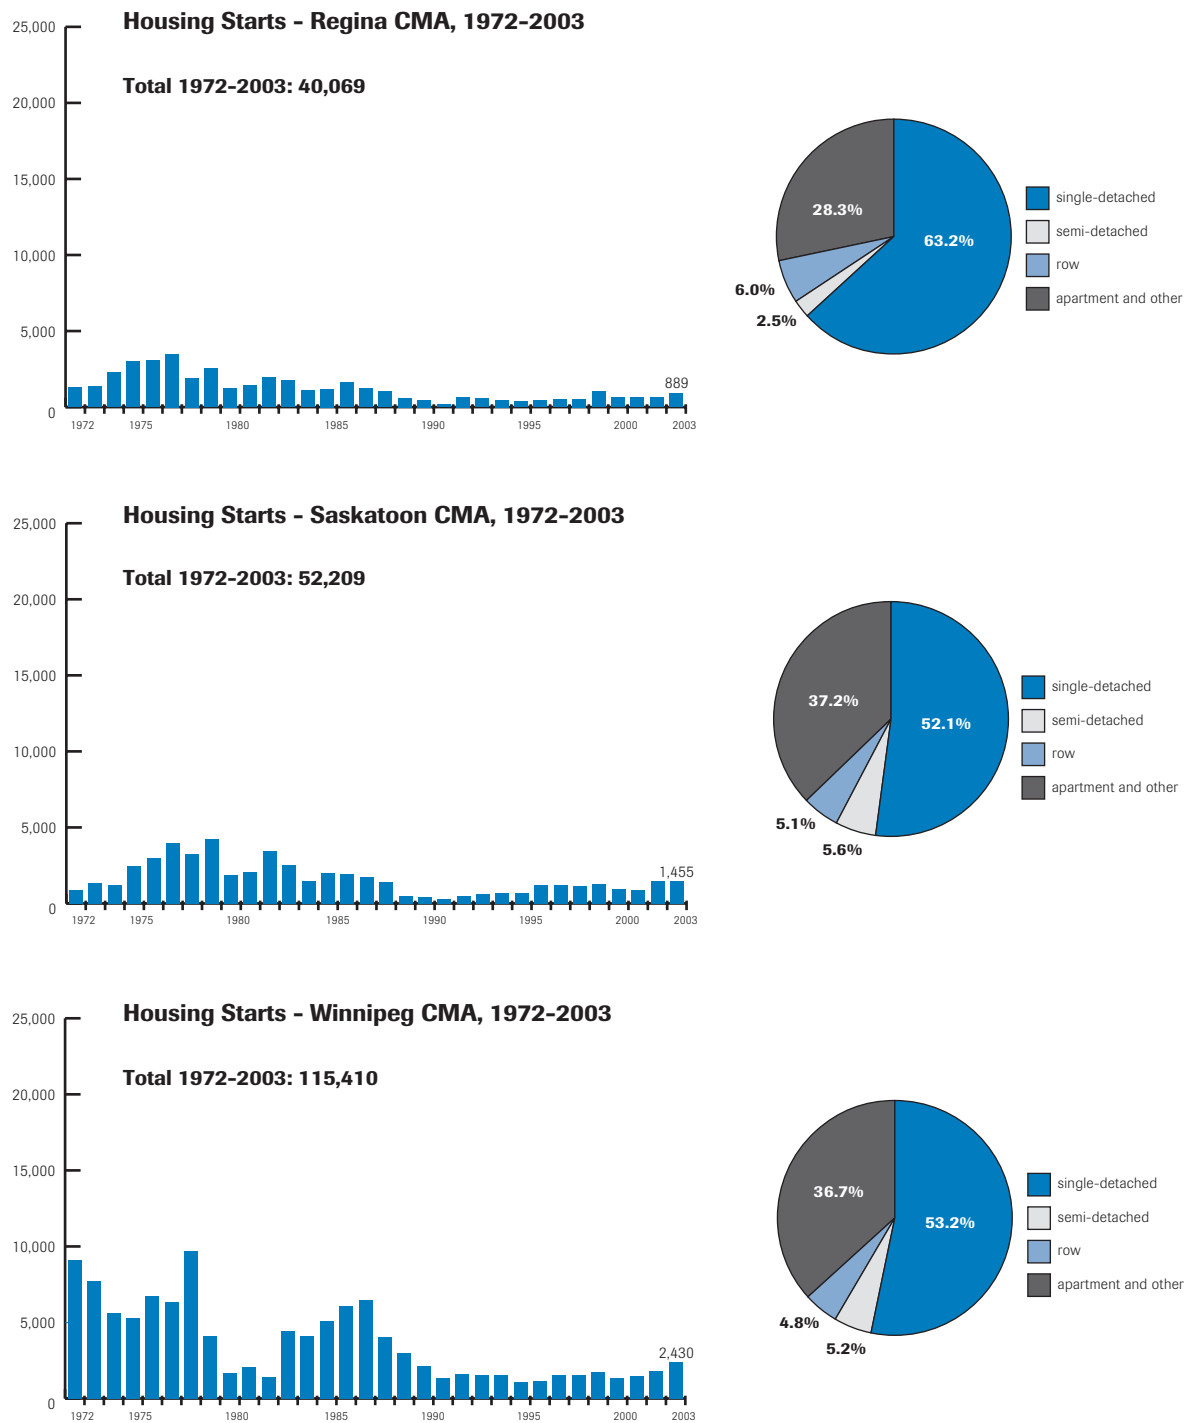 Housing Starts - Regina CMA, 1972-2003
Total 1972-2003: 40,069
25,000
20,000
15,000
10,000
5,000
0
889
1972 1975 1980 1985 1990 1995 2000 2003
28.3%
63.2%
6.0%
2.5%
single-detached
semi-detached
row
apartment and other
Housing Starts - Saskatoon CMA, 1972-2003
Total 1972-2003: 52,209
25,000
20,000
15,000
10,000
5,000
0
1,455
1972 1975 1980 1985 1990 1995 2000 2003
37.2%
52.1%
5.1%
5.6%
single-detached
semi-detached
row
apartment and other
Housing Starts - Winnipeg CMA, 1972-2003
Total 1972-2003: 115,410
25,000
20,000
15,000
10,000
5,000
0
2,430
1972 1975 1980 1985 1990 1995 2000 2003
36.7%
53.2%
4.8%
5.2%
single-detached
semi-detached
row
apartment and other